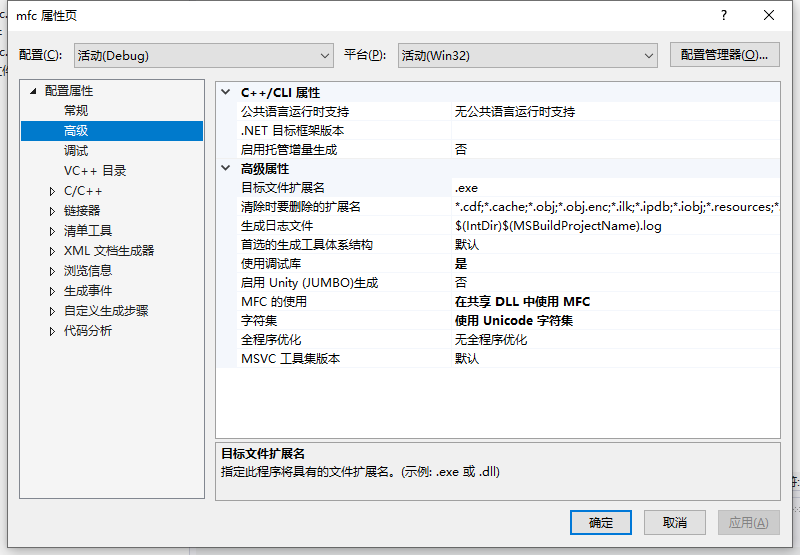 mfc 属性页
?
配置(C):
活动(Debug)
平台(P):
活动(Win32)
配置管理器(O)...
配置属性
常规
高级
调试
VC++ 目录
C/C++
链接器
清单工具
XML 文档生成器
浏览信息
生成事件
自定义生成步骤
代码分析
C++/CLI 属性
公共语言运行时支持 无公共语言运行时支持
.NET 目标框架版本
启用托管增量生成 否
高级属性
目标文件扩展名 .exe
清除时要删除的扩展名 *.cdf;*.cache;*.obj;*.obj.enc;*.ilk;*.ipdb;*.iobj;*.resources;*.
生成日志文件 $(IntDir)$(MSBuildProjectName).log
首选的生成工具体系结构 默认
使用调试库 是
启用 Unity (JUMBO)生成 否
MFC 的使用 在共享 DLL 中使用 MFC
字符集 使用 Unicode 字符集
全程序优化 无全程序优化
MSVC 工具集版本 默认
目标文件扩展名
指定此程序将具有的文件扩展名。(示例: .exe 或 .dll)
确定
取消
应用(A)